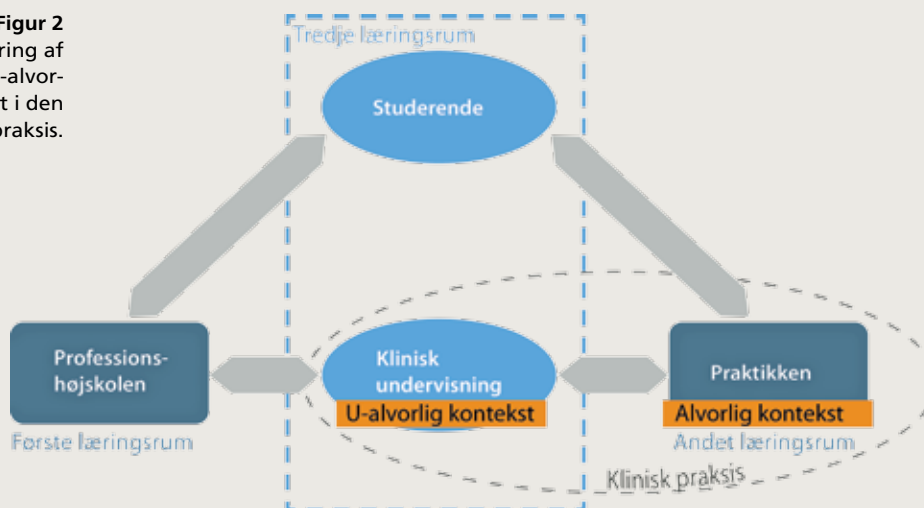 Figur 2
ring af
-alvor-
t i den
praksis.
Tredje læringsrum
Studerende
Professions-
højskolen
Klinisk
undervisning
U-alvorlig kontekst
Praktikken
Alvorlig kontekst
Første læringsrum
Andet læringsrum
Klinisk praksis